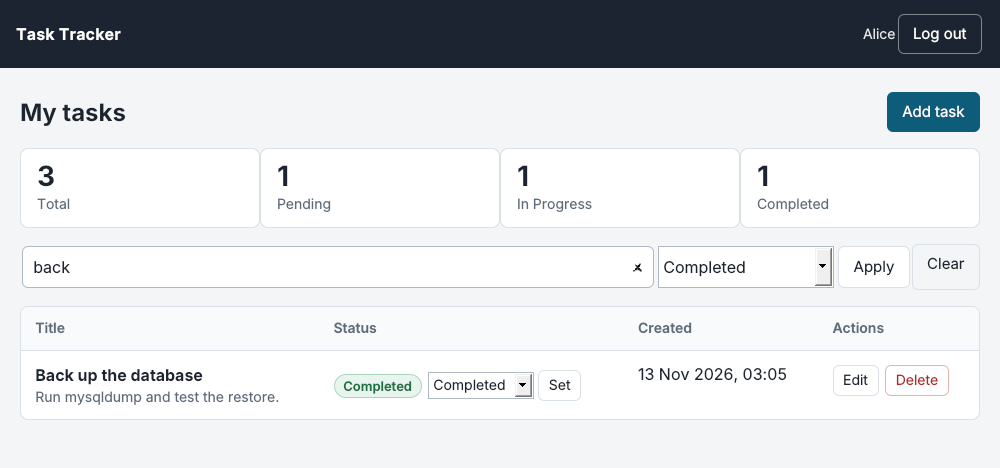 Task Tracker
Alice Log out
My tasks
Add task
3
Total
1
Pending
1
In Progress
1
Completed
back
Completed
Apply
Clear
Title Status Created Actions
Back up the database
Run mysqldump and test the restore.
Completed
Completed
Set
13 Nov 2026, 03:05
Edit
Delete